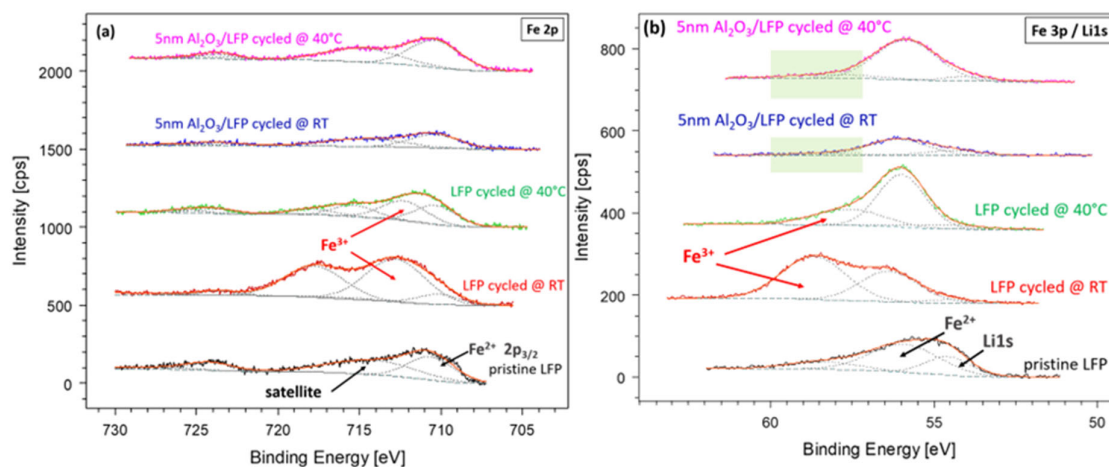 (a)
Fe 2p
5nm Al₂O₃/LFP cycled @ 40°C
5nm Al₂O₃/LFP cycled @ RT
LFP cycled @ 40°C
Fe³⁺
LFP cycled @ RT
Fe²⁺ 2p₃/₂
pristine LFP
satellite
2000
1500
1000
500
0
Intensity [cps]
730 725 720 715 710 705
Binding Energy [eV]
(b)
Fe 3p / Li1s
5nm Al₂O₃/LFP cycled @ 40°C
5nm Al₂O₃/LFP cycled @ RT
LFP cycled @ 40°C
Fe³⁺
LFP cycled @ RT
Fe²⁺
Li1s
pristine LFP
800
600
400
200
0
Intensity [cps]
60 55 50
Binding Energy [eV]